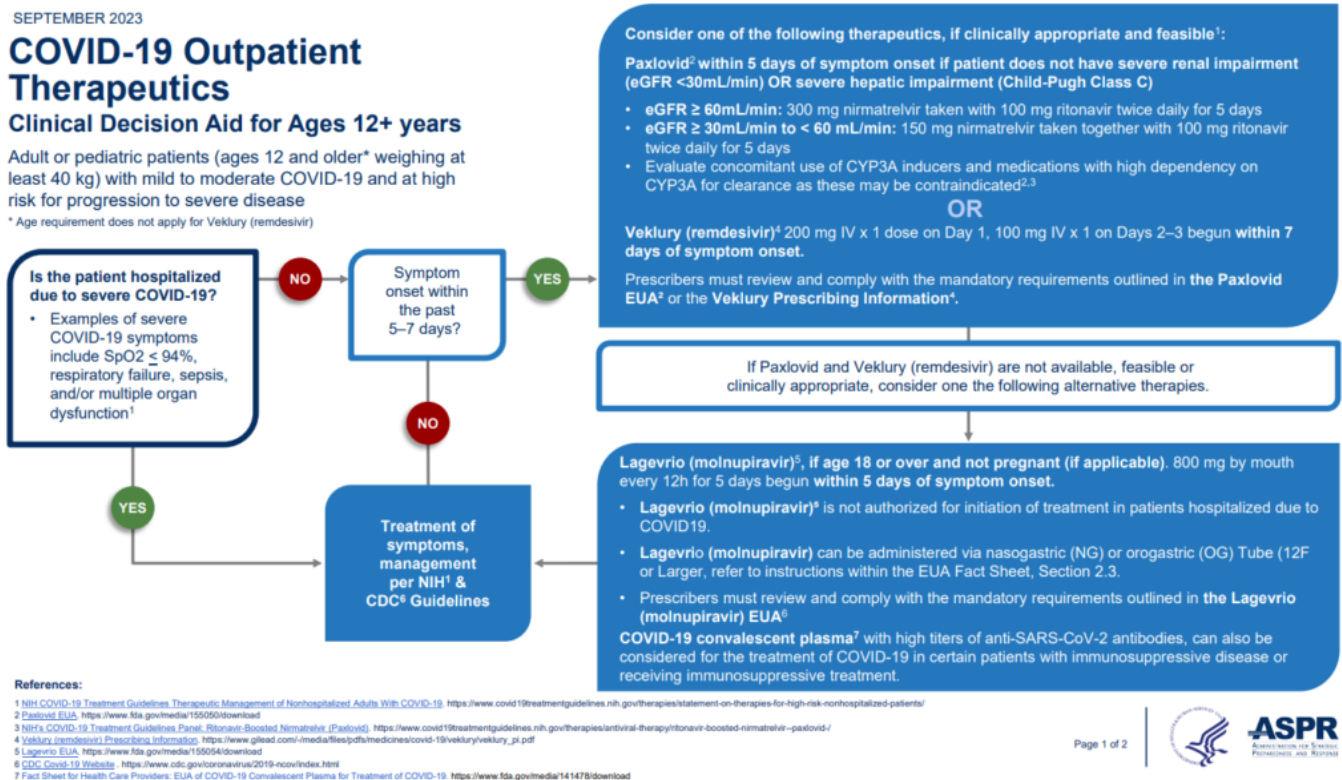 SEPTEMBER 2023
COVID-19 Outpatient
Therapeutics
Clinical Decision Aid for Ages 12+ years
Adult or pediatric patients (ages 12 and older* weighing at
least 40 kg) with mild to moderate COVID-19 and at high
risk for progression to severe disease
* Age requirement does not apply for Veklury (remdesivir)
Is the patient hospitalized
due to severe COVID-19?
• Examples of severe
COVID-19 symptoms
include SpO2 ≤ 94%,
respiratory failure, sepsis,
and/or multiple organ
dysfunction¹
NO
Symptom
onset within
the past
5–7 days?
YES
NO
YES
Treatment of
symptoms,
management
per NIH¹ &
CDC⁶ Guidelines
Consider one of the following therapeutics, if clinically appropriate and feasible¹:
Paxlovid² within 5 days of symptom onset if patient does not have severe renal impairment
(eGFR <30mL/min) OR severe hepatic impairment (Child-Pugh Class C)
• eGFR ≥ 60mL/min: 300 mg nirmatrelvir taken with 100 mg ritonavir twice daily for 5 days
• eGFR ≥ 30mL/min to < 60 mL/min: 150 mg nirmatrelvir taken together with 100 mg ritonavir
twice daily for 5 days
• Evaluate concomitant use of CYP3A inducers and medications with high dependency on
CYP3A for clearance as these may be contraindicated²,³
OR
Veklury (remdesivir)⁴ 200 mg IV x 1 dose on Day 1, 100 mg IV x 1 on Days 2–3 begun within 7
days of symptom onset.
Prescribers must review and comply with the mandatory requirements outlined in the Paxlovid
EUA² or the Veklury Prescribing Information⁴.
If Paxlovid and Veklury (remdesivir) are not available, feasible or
clinically appropriate, consider one the following alternative therapies.
Lagevrio (molnupiravir)⁵, if age 18 or over and not pregnant (if applicable). 800 mg by mouth
every 12h for 5 days begun within 5 days of symptom onset.
• Lagevrio (molnupiravir)⁵ is not authorized for initiation of treatment in patients hospitalized due to
COVID19.
• Lagevrio (molnupiravir) can be administered via nasogastric (NG) or orogastric (OG) Tube (12F
or Larger, refer to instructions within the EUA Fact Sheet, Section 2.3.
• Prescribers must review and comply with the mandatory requirements outlined in the Lagevrio
(molnupiravir) EUA⁶
COVID-19 convalescent plasma⁷ with high titers of anti-SARS-CoV-2 antibodies, can also be
considered for the treatment of COVID-19 in certain patients with immunosuppressive disease or
receiving immunosuppressive treatment.
References:
1 NIH COVID-19 Treatment Guidelines Therapeutic Management of Nonhospitalized Adults With COVID-19. https://www.covid19treatmentguidelines.nih.gov/therapies/statement-on-therapies-for-high-risk-nonhospitalized-patients/
2 Paxlovid EUA. https://www.fda.gov/media/155050/download
3 NIH's COVID-19 Treatment Guidelines Panel: Ritonavir-Boosted Nirmatrelvir (Paxlovid). https://www.covid19treatmentguidelines.nih.gov/therapies/antiviral-therapy/ritonavir-boosted-nirmatrelvir--paxlovid-/
4 Veklury (remdesivir) Prescribing Information. https://www.gilead.com/-/media/files/pdfs/medicines/covid-19/veklury/veklury_pi.pdf
5 Lagevrio EUA. https://www.fda.gov/media/155054/download
6 CDC Covid-19 Website . https://www.cdc.gov/coronavirus/2019-ncov/index.html
7 Fact Sheet for Health Care Providers: EUA of COVID-19 Convalescent Plasma for Treatment of COVID-19. https://www.fda.gov/media/141478/download
Page 1 of 2
ASPR
ADMINISTRATION FOR STRATEGIC
PREPAREDNESS AND RESPONSE